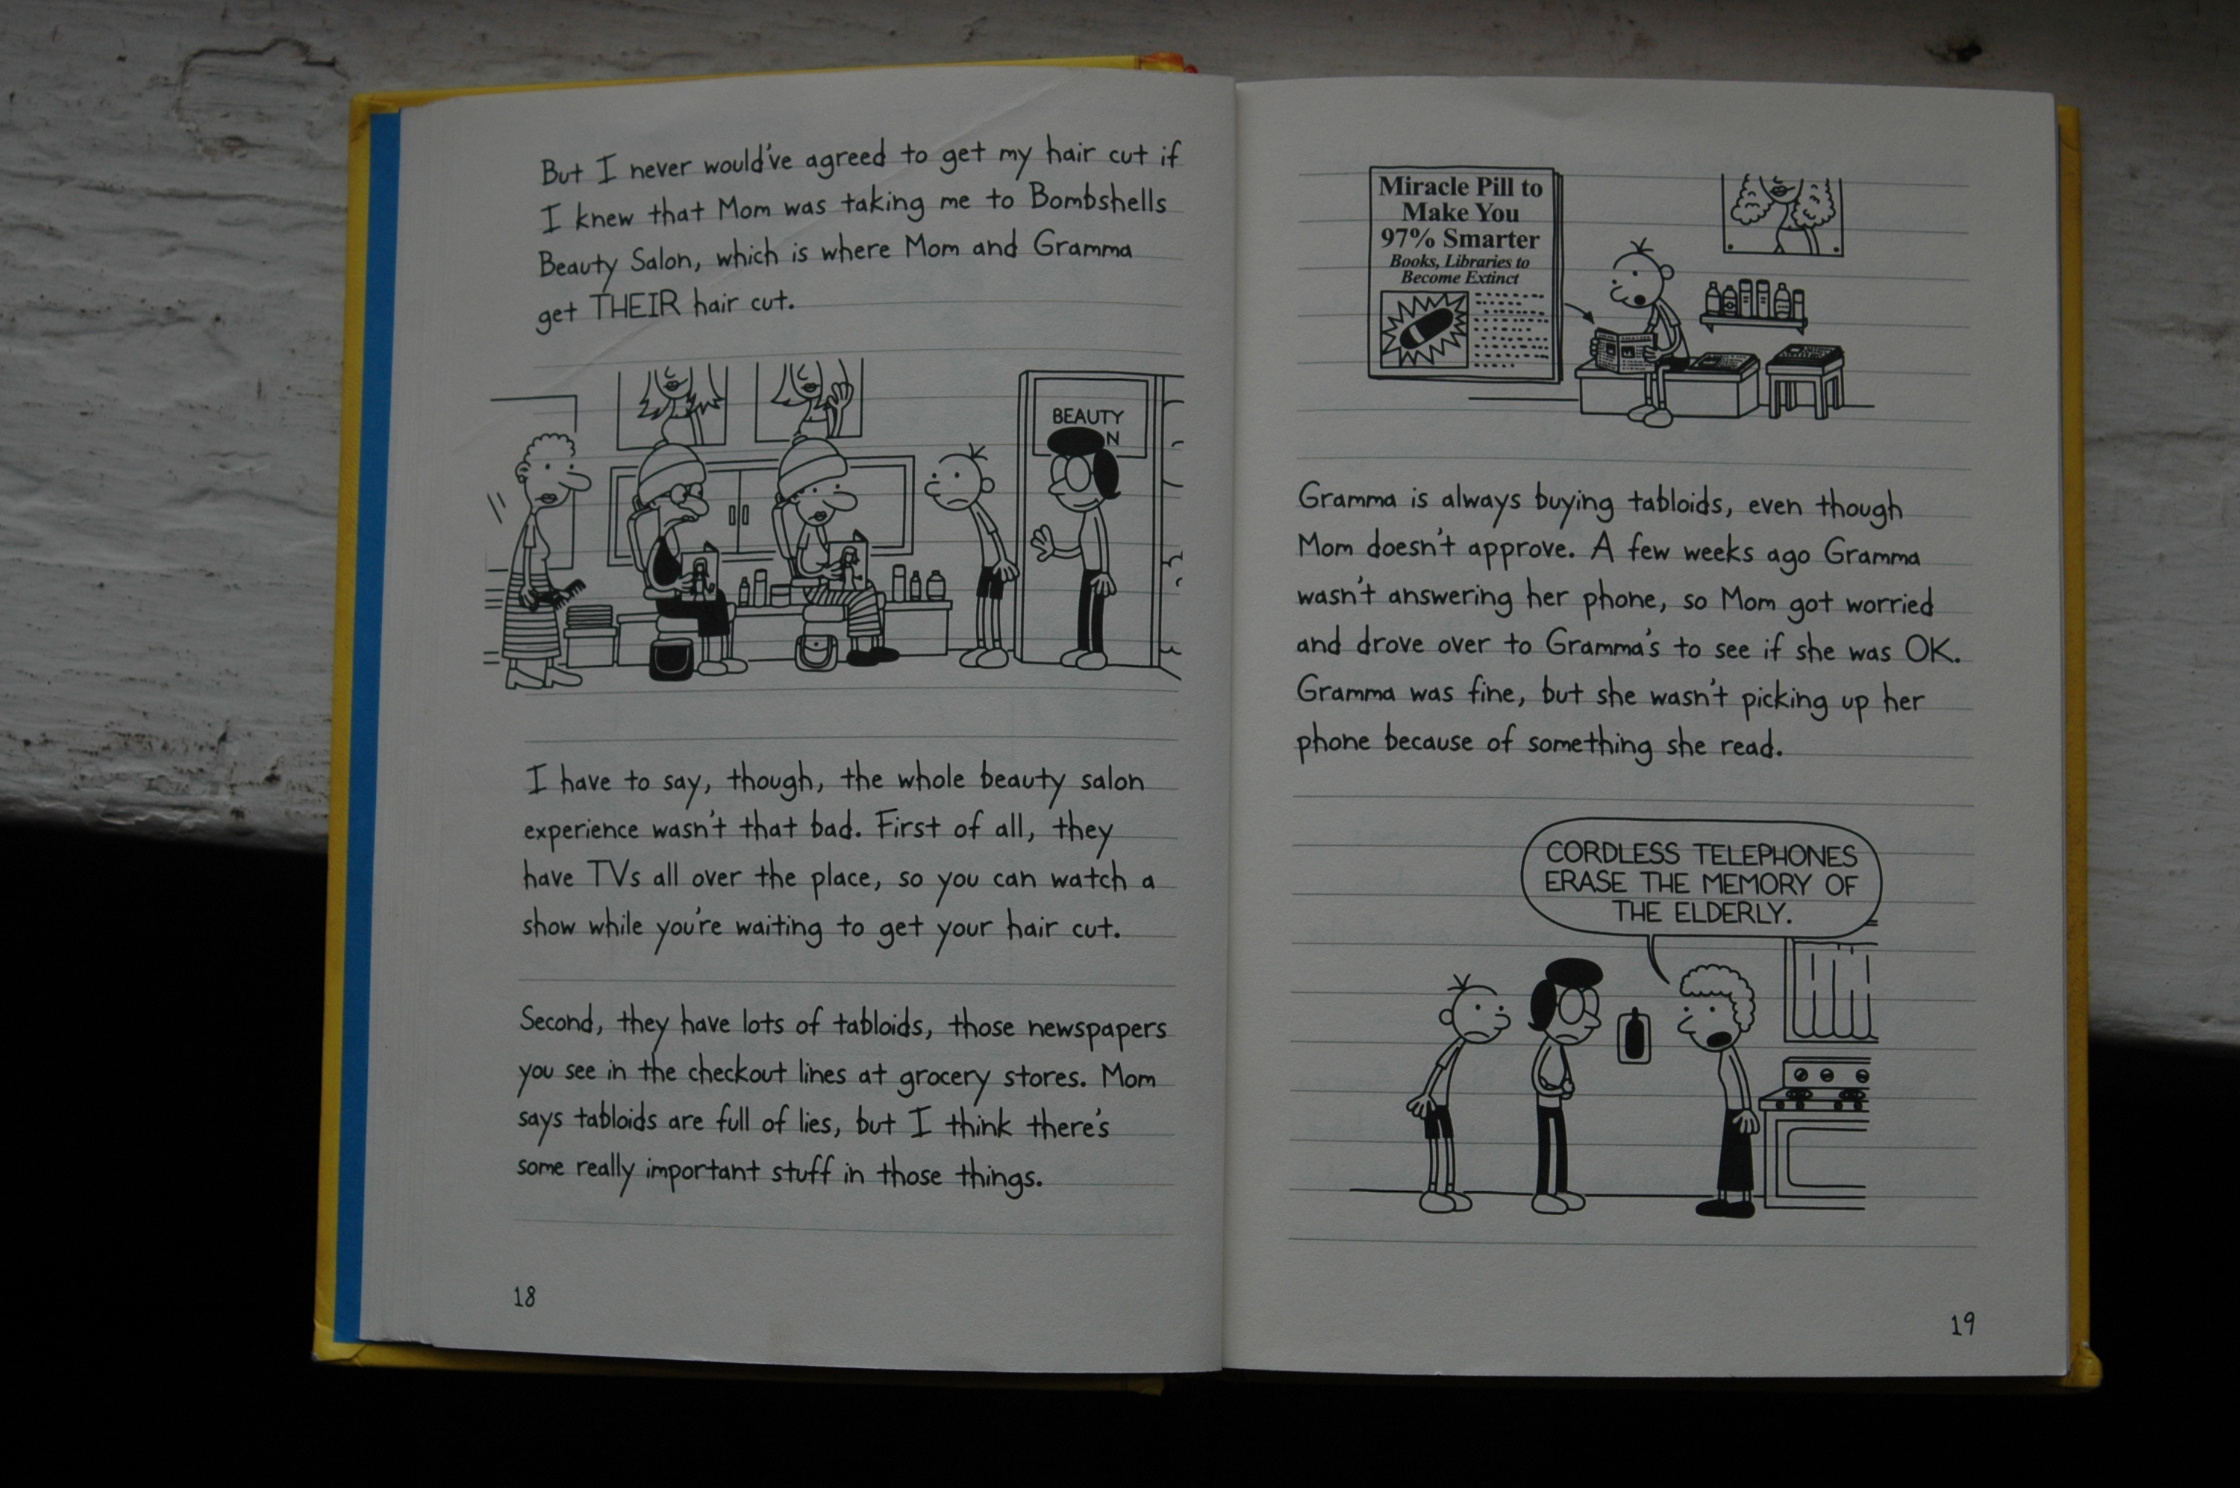 But I never would've agreed to get my hair cut if
I knew that Mom was taking me to Bombshells
Beauty Salon, which is where Mom and Gramma
get THEIR hair cut.
BEAUTY
N
I have to say, though, the whole beauty salon
experience wasn't that bad. First of all, they
have TVs all over the place, so you can watch a
show while you're waiting to get your hair cut.
Second, they have lots of tabloids, those newspapers
you see in the checkout lines at grocery stores. Mom
says tabloids are full of lies, but I think there's
some really important stuff in those things.
18
Miracle Pill to
Make You
97% Smarter
Books, Libraries to
Become Extinct
Gramma is always buying tabloids, even though
Mom doesn't approve. A few weeks ago Gramma
wasn't answering her phone, so Mom got worried
and drove over to Gramma's to see if she was OK.
Gramma was fine, but she wasn't picking up her
phone because of something she read.
CORDLESS TELEPHONES
ERASE THE MEMORY OF
THE ELDERLY.
19